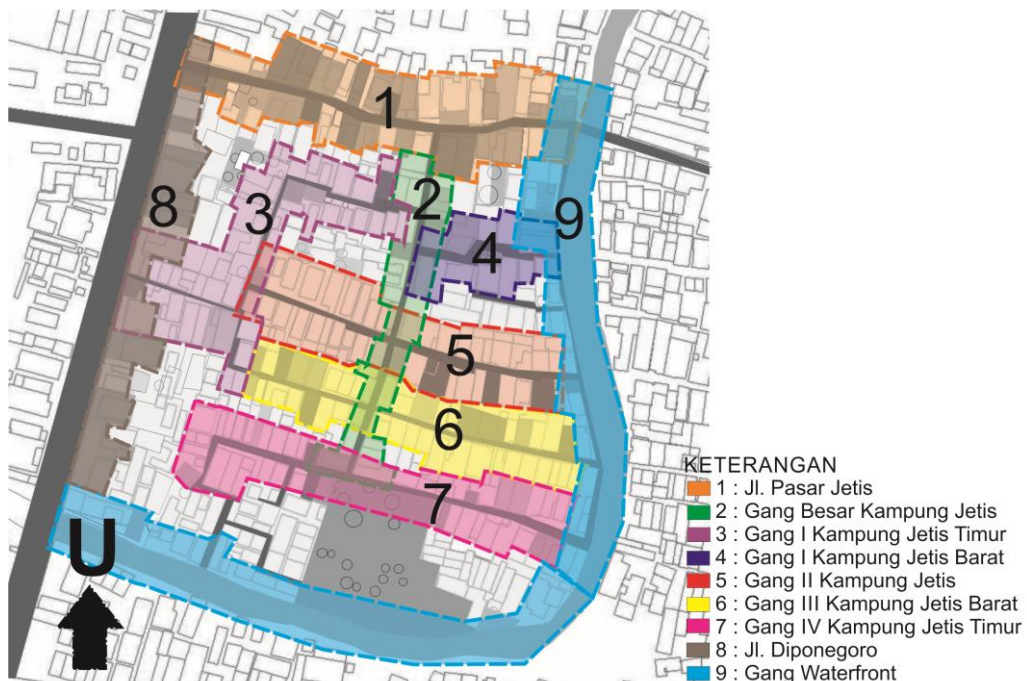 1
2
3
4
5
6
7
8
9
U
KETERANGAN
1 : Jl. Pasar Jetis
2 : Gang Besar Kampung Jetis
3 : Gang I Kampung Jetis Timur
4 : Gang I Kampung Jetis Barat
5 : Gang II Kampung Jetis
6 : Gang III Kampung Jetis Barat
7 : Gang IV Kampung Jetis Timur
8 : Jl. Diponegoro
9 : Gang Waterfront